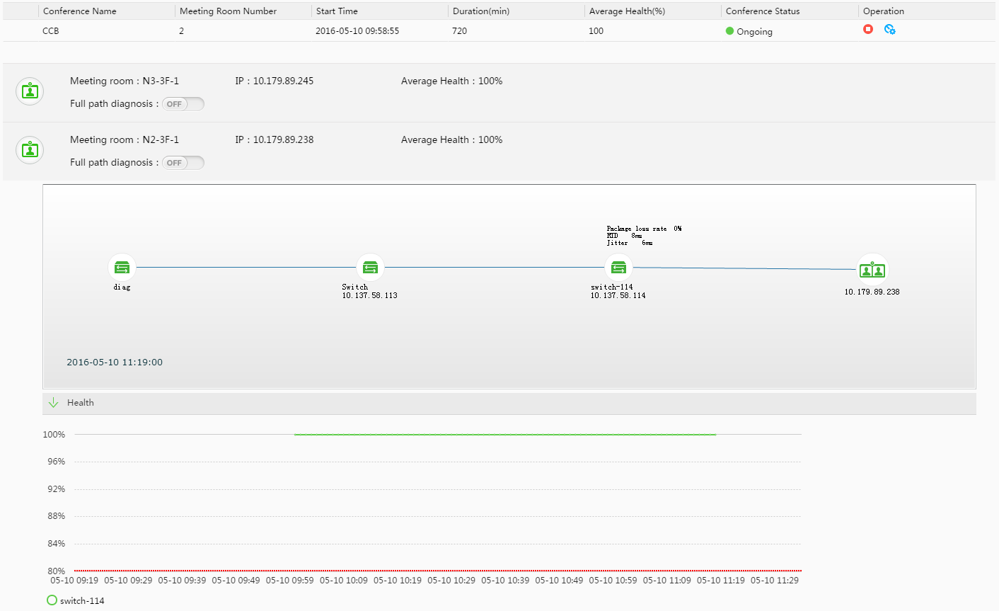 Conference Name Meeting Room Number Start Time Duration(min) Average Health(%) Conference Status Operation
CCB 2 2016-05-10 09:58:55 720 100 Ongoing
Meeting room : N3-3F-1 IP : 10.179.89.245 Average Health : 100%
Full path diagnosis : OFF
Meeting room : N2-3F-1 IP : 10.179.89.238 Average Health : 100%
Full path diagnosis : OFF
Package loss rate 0%
RTD 8ms
Jitter 6ms
diag Switch switch-114
10.137.58.113 10.137.58.114 10.179.89.238
2016-05-10 11:19:00
Health
100%
96%
92%
88%
84%
80%
05-10 09:19 05-10 09:29 05-10 09:39 05-10 09:49 05-10 09:59 05-10 10:09 05-10 10:19 05-10 10:29 05-10 10:39 05-10 10:49 05-10 10:59 05-10 11:09 05-10 11:19 05-10 11:29
switch-114